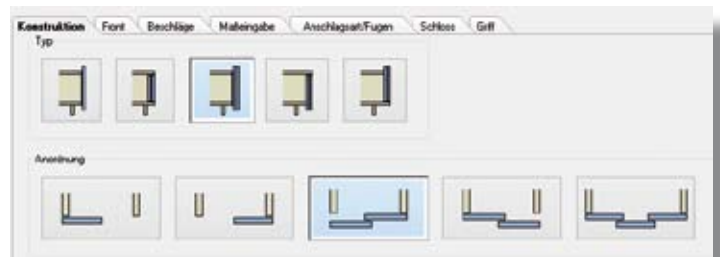 Konstruktion Front Beschläge Maßeingabe Anschlagsart/Fugen Schloss Griff
Typ
Anordnung